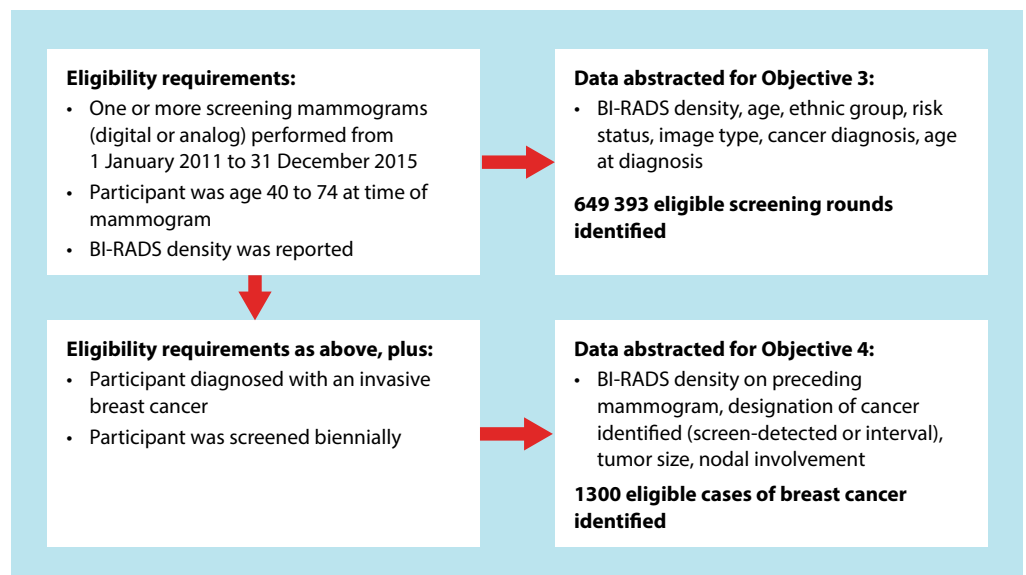 Eligibility requirements:
• One or more screening mammograms
(digital or analog) performed from
1 January 2011 to 31 December 2015
• Participant was age 40 to 74 at time of
mammogram
• BI-RADS density was reported
Data abstracted for Objective 3:
• BI-RADS density, age, ethnic group, risk
status, image type, cancer diagnosis, age
at diagnosis
649 393 eligible screening rounds
identified
Eligibility requirements as above, plus:
• Participant diagnosed with an invasive
breast cancer
• Participant was screened biennially
Data abstracted for Objective 4:
• BI-RADS density on preceding
mammogram, designation of cancer
identified (screen-detected or interval),
tumor size, nodal involvement
1300 eligible cases of breast cancer
identified